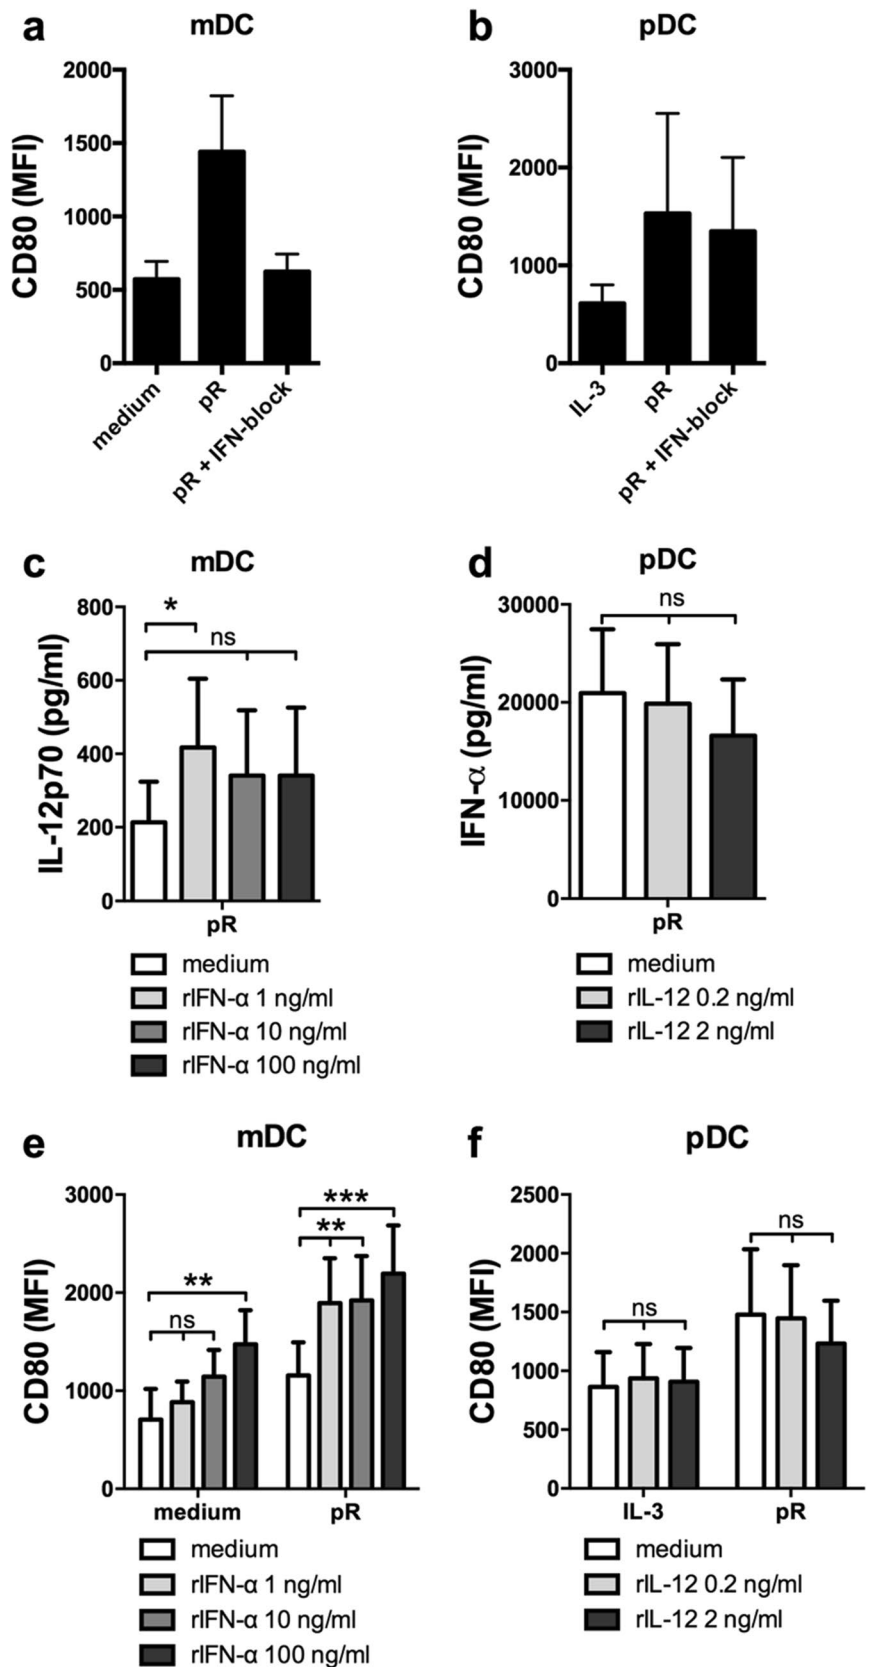 a
mDC
CD80 (MFI)
2000
1500
1000
500
0
medium
pR
pR + IFN-block
b
pDC
CD80 (MFI)
3000
2000
1000
0
IL-3
pR
pR + IFN-block
c
mDC
IL-12p70 (pg/ml)
800
600
400
200
0
*
ns
pR
medium
rIFN-α 1 ng/ml
rIFN-α 10 ng/ml
rIFN-α 100 ng/ml
d
pDC
IFN-α (pg/ml)
30000
20000
10000
0
ns
pR
medium
rIL-12 0.2 ng/ml
rIL-12 2 ng/ml
e
mDC
CD80 (MFI)
3000
2000
1000
0
**
ns
***
**
medium
pR
medium
rIFN-α 1 ng/ml
rIFN-α 10 ng/ml
rIFN-α 100 ng/ml
f
pDC
CD80 (MFI)
2500
2000
1500
1000
500
0
ns
ns
IL-3
pR
medium
rIL-12 0.2 ng/ml
rIL-12 2 ng/ml